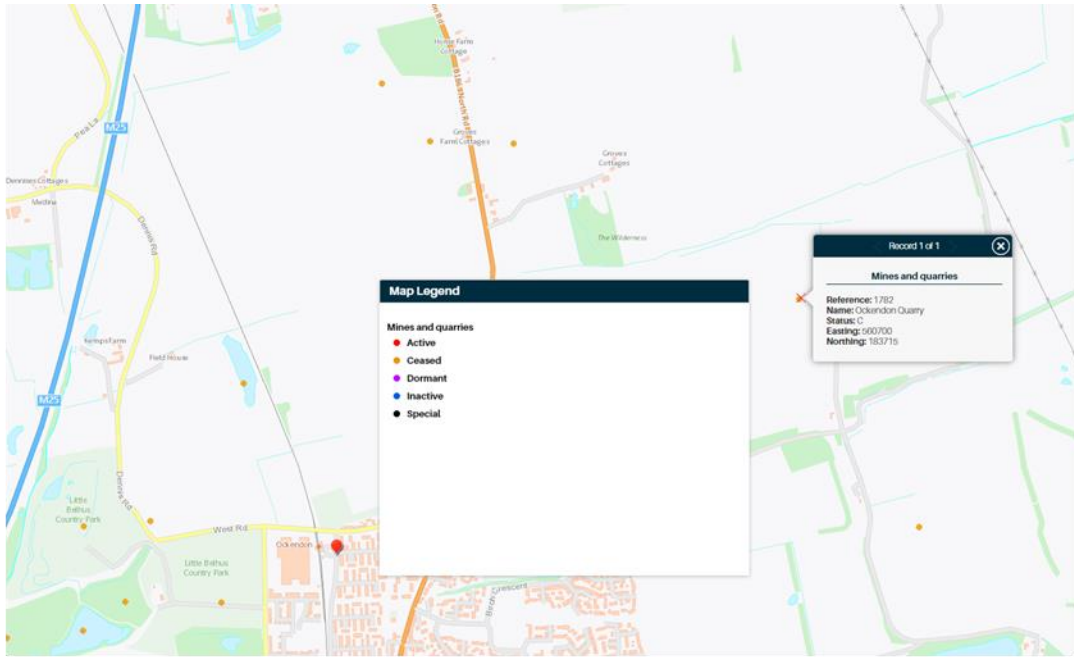 Home Farm
Cottage
B186 North Rd
Pea La
M25
Groves
Farm Cottages
Groves
Cottages
Dennises Cottages
Medina
Dennis Rd
The Wilderness
Record 1 of 1
Mines and quarries
Reference: 1782
Name: Ockendon Quarry
Status: C
Easting: 560700
Northing: 183715
Map Legend
Mines and quarries
Active
Ceased
Dormant
Inactive
Special
Kemps Farm
Field House
M25
Dennis Rd
Little
Belhus
Country Park
West Rd
Ockendon
Little Belhus
Country Park
Birch Crescent